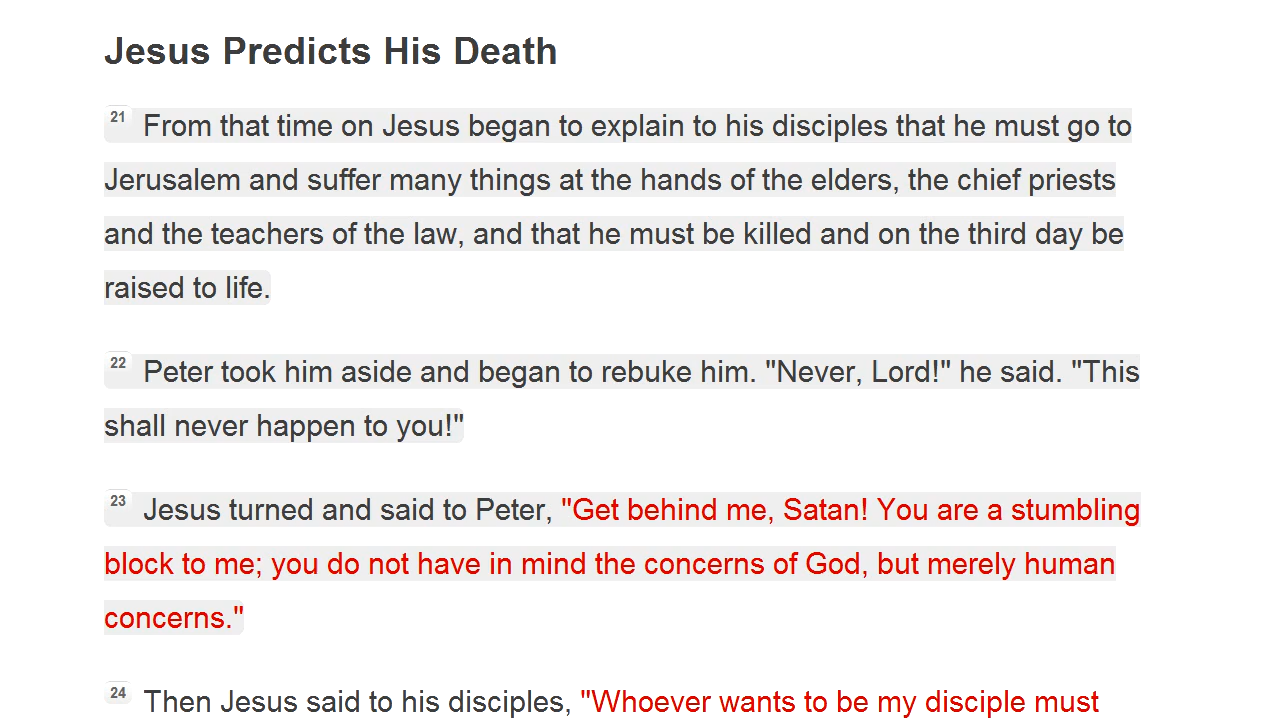 Jesus Predicts His Death
21 From that time on Jesus began to explain to his disciples that he must go to
Jerusalem and suffer many things at the hands of the elders, the chief priests
and the teachers of the law, and that he must be killed and on the third day be
raised to life.
22 Peter took him aside and began to rebuke him. "Never, Lord!" he said. "This
shall never happen to you!"
23 Jesus turned and said to Peter, "Get behind me, Satan! You are a stumbling
block to me; you do not have in mind the concerns of God, but merely human
concerns."
24 Then Jesus said to his disciples, "Whoever wants to be my disciple must